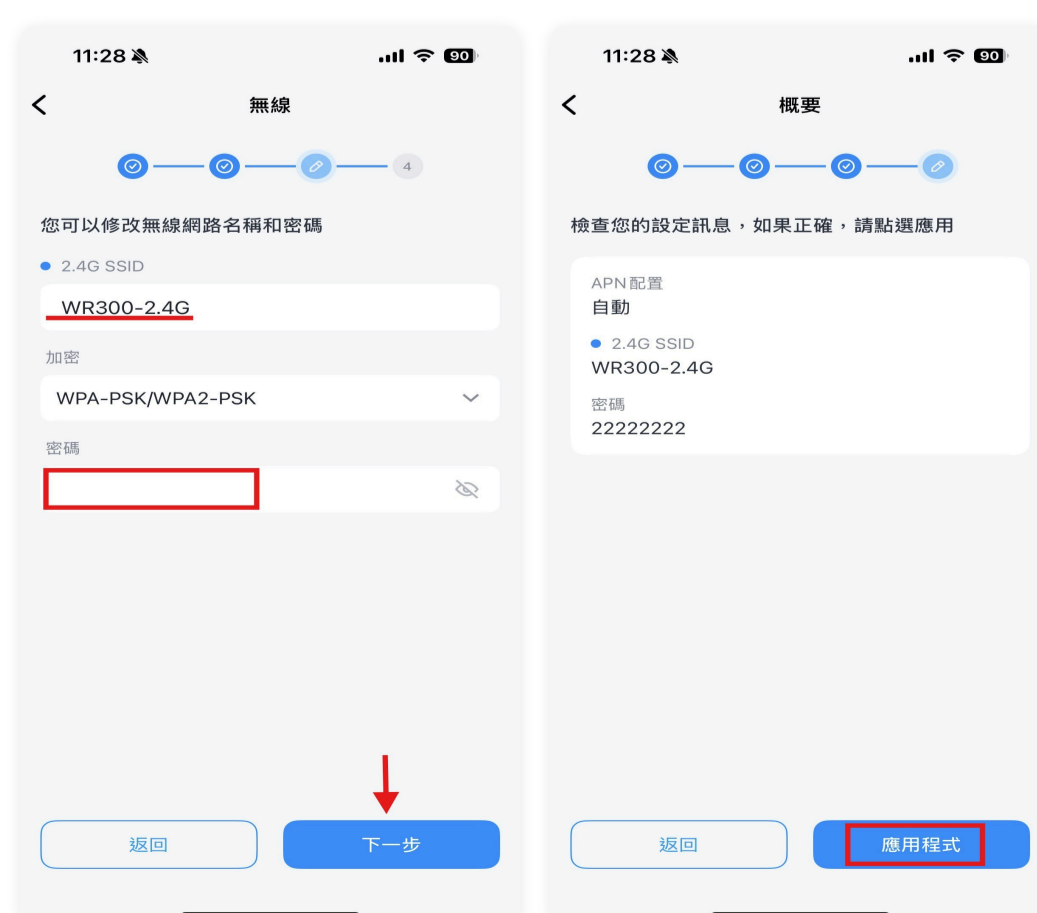 11:28
90
無線
4
您可以修改無線網路名稱和密碼
2.4G SSID
WR300-2.4G
加密
WPA-PSK/WPA2-PSK
密碼
返回
下一步
11:28
90
概要
檢查您的設定訊息，如果正確，請點選應用
APN配置
自動
2.4G SSID
WR300-2.4G
密碼
22222222
返回
應用程式